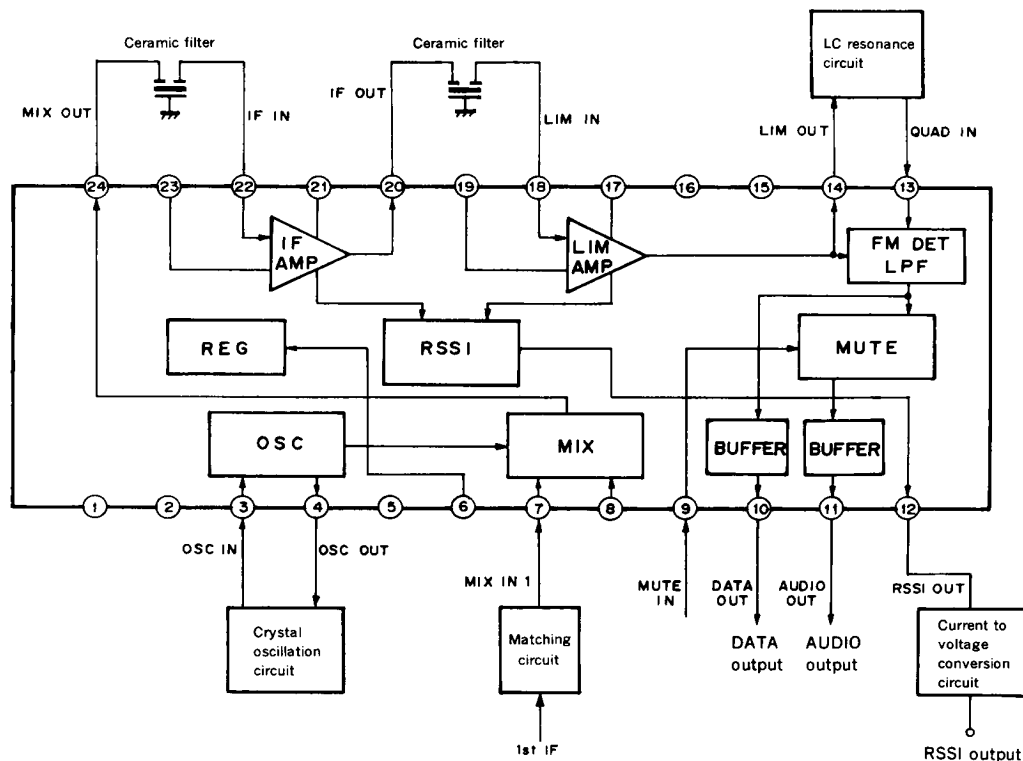 Ceramic filter
Ceramic filter
LC resonance
circuit
MIX OUT
IF IN
IF OUT
LIM IN
LIM OUT
QUAD IN
24
23
22
21
20
19
18
17
16
15
14
13
IF
AMP
LIM
AMP
FM DET
LPF
REG
RSSI
MUTE
OSC
MIX
BUFFER
BUFFER
1
2
3
4
5
6
7
8
9
10
11
12
OSC IN
OSC OUT
MIX IN 1
MUTE
IN
DATA
OUT
AUDIO
OUT
RSSI OUT
Crystal
oscillation
circuit
Matching
circuit
DATA
output
AUDIO
output
Current to
voltage
conversion
circuit
1st IF
RSSI output